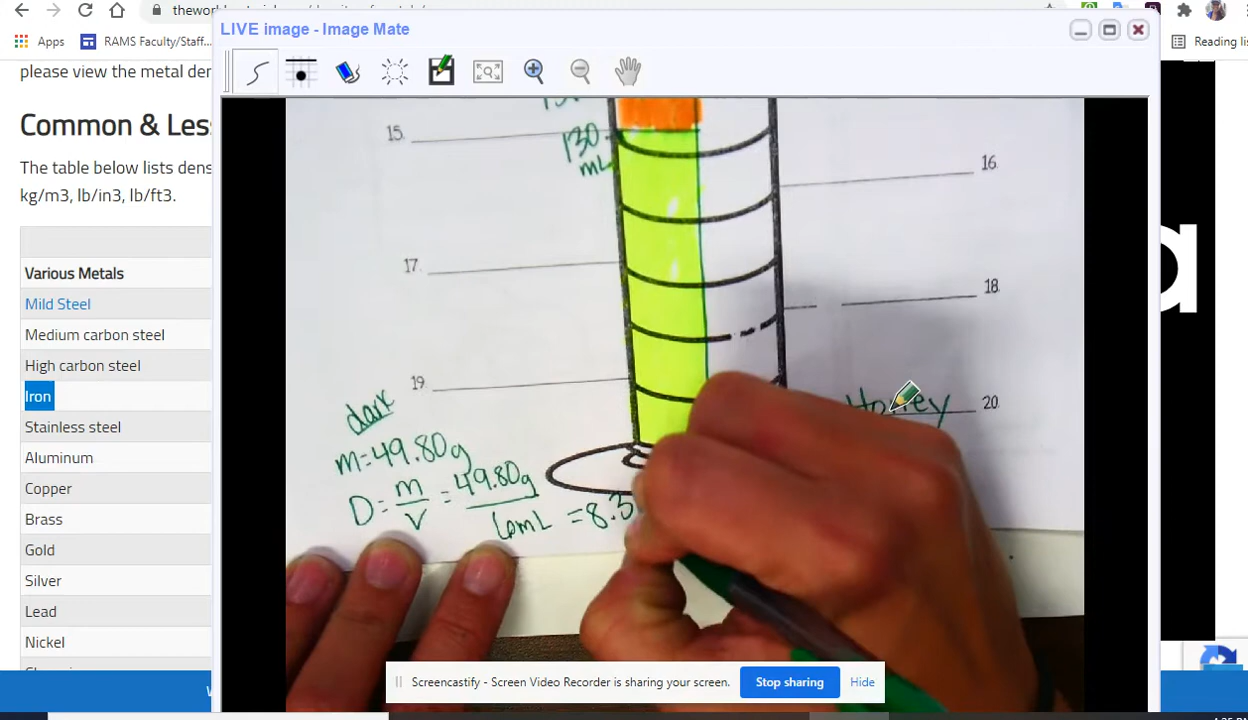 theworldmaterial
Apps
RAMS Faculty/Staff...
Reading lis
please view the metal der
Common & Les
The table below lists dens
kg/m3, lb/in3, lb/ft3.
Various Metals
Mild Steel
Medium carbon steel
High carbon steel
Iron
Stainless steel
Aluminum
Copper
Brass
Gold
Silver
Lead
Nickel
LIVE image - Image Mate
130
mL
15.
16.
17.
18.
19.
Honey 20.
dark
m=49.80g
D = m/V = 49.80g/6mL = 8.3
Screencastify - Screen Video Recorder is sharing your screen.
Stop sharing
Hide